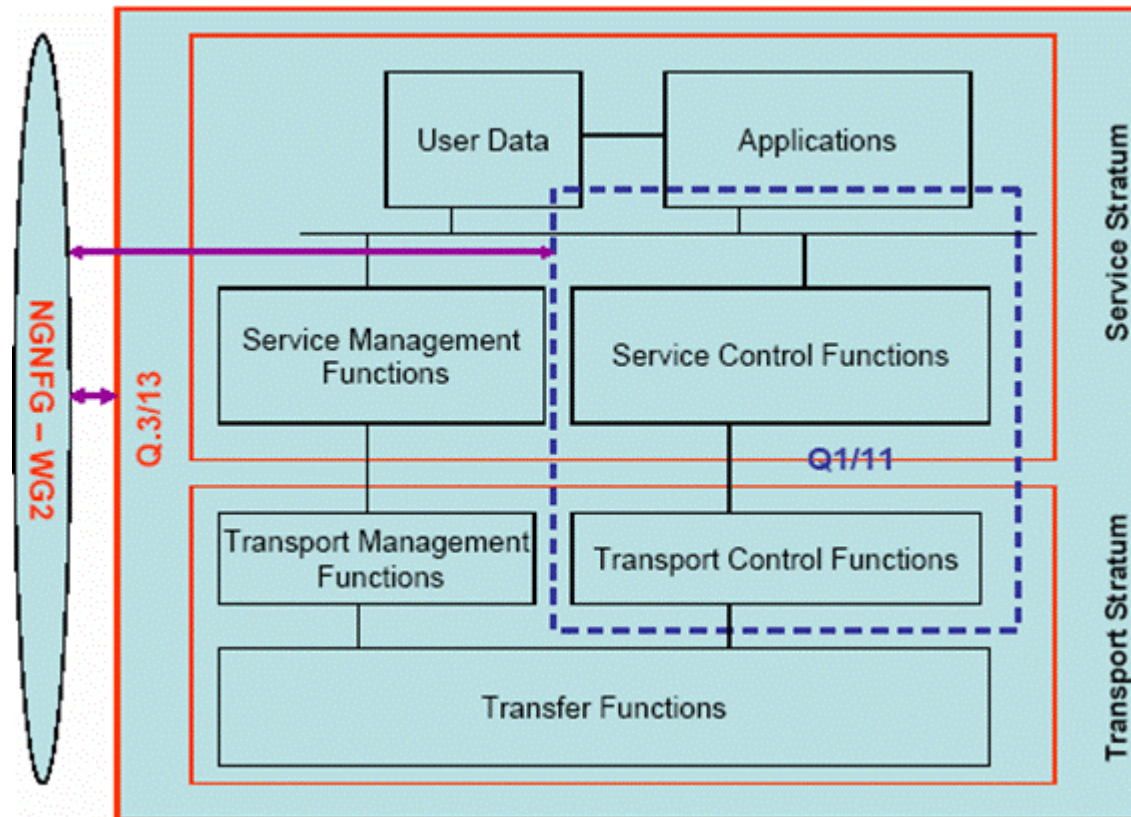 NGNFG – WG2
Q.3/13
User Data
Applications
Service Management
Functions
Service Control Functions
Q1/11
Service Stratum
Transport Management
Functions
Transport Control Functions
Transfer Functions
Transport Stratum